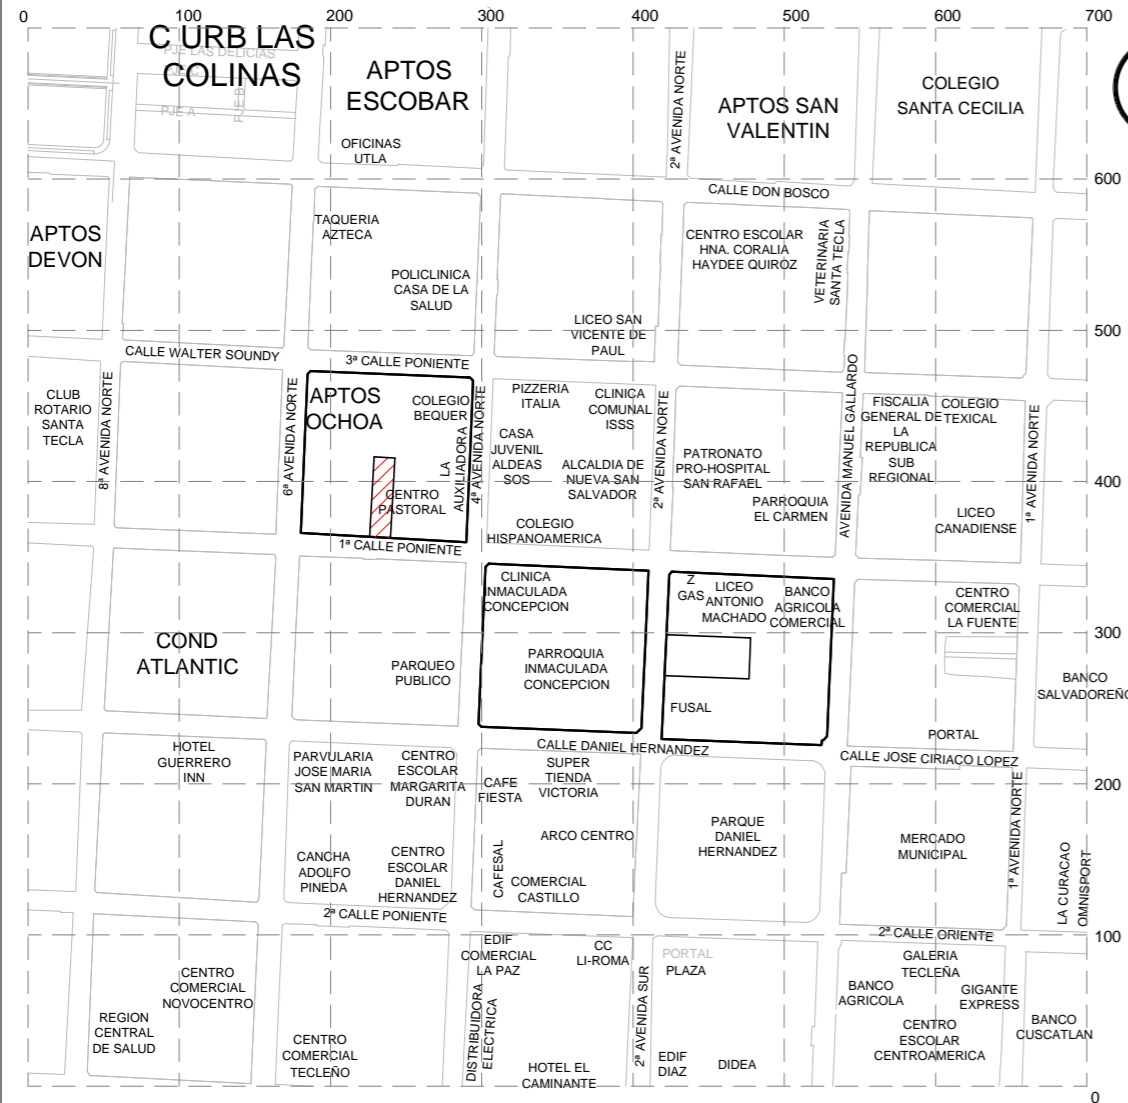 0 100 200 300 400 500 600 700
C URB LAS
COLINAS
PJE LAS DELICIAS
PJE C
PJE B
PJE A
APTOS
ESCOBAR
OFICINAS
UTLA
2ª AVENIDA NORTE
APTOS SAN
VALENTIN
COLEGIO
SANTA CECILIA
600
CALLE DON BOSCO
APTOS
DEVON
TAQUERIA
AZTECA
POLICLINICA
CASA DE LA
SALUD
CENTRO ESCOLAR
HNA. CORALIA
HAYDEE QUIROZ
VETERINARIA
SANTA TECLA
LICEO SAN
VICENTE DE
PAUL
500
CALLE WALTER SOUNDY
3ª CALLE PONIENTE
CLUB
ROTARIO
SANTA
TECLA
8ª AVENIDA NORTE
6ª AVENIDA NORTE
APTOS
OCHOA
COLEGIO
BEQUER
LA
AUXILIADORA
4ª AVENIDA NORTE
CENTRO
PASTORAL
PIZZERIA
ITALIA
CLINICA
COMUNAL
ISSS
CASA
JUVENIL
ALDEAS
SOS
ALCALDIA DE
NUEVA SAN
SALVADOR
COLEGIO
HISPANOAMERICA
2ª AVENIDA NORTE
PATRONATO
PRO-HOSPITAL
SAN RAFAEL
PARROQUIA
EL CARMEN
AVENIDA MANUEL GALLARDO
FISCALIA
GENERAL DE
LA
REPUBLICA
SUB
REGIONAL
COLEGIO
TEXICAL
LICEO
CANADIENSE
1ª AVENIDA NORTE
400
1ª CALLE PONIENTE
CLINICA
INMACULADA
CONCEPCION
PARROQUIA
INMACULADA
CONCEPCION
Z
GAS
LICEO
ANTONIO
MACHADO
BANCO
AGRICOLA
COMERCIAL
FUSAL
CENTRO
COMERCIAL
LA FUENTE
300
COND
ATLANTIC
PARQUEO
PUBLICO
BANCO
SALVADOREÑO
PORTAL
CALLE DANIEL HERNANDEZ
CALLE JOSE CIRIACO LOPEZ
HOTEL
GUERRERO
INN
PARVULARIA
JOSE MARIA
SAN MARTIN
CENTRO
ESCOLAR
MARGARITA
DURAN
CAFE
FIESTA
SUPER
TIENDA
VICTORIA
200
ARCO CENTRO
PARQUE
DANIEL
HERNANDEZ
MERCADO
MUNICIPAL
1ª AVENIDA NORTE
LA CURACAO
OMNISPORT
CANCHA
ADOLFO
PINEDA
CENTRO
ESCOLAR
DANIEL
HERNANDEZ
CAFESAL
COMERCIAL
CASTILLO
2ª CALLE PONIENTE
2ª CALLE ORIENTE
100
EDIF
COMERCIAL
LA PAZ
CC
LI-ROMA
PORTAL
PLAZA
GALERIA
TECLEÑA
BANCO
AGRICOLA
GIGANTE
EXPRESS
CENTRO
ESCOLAR
CENTROAMERICA
BANCO
CUSCATLAN
CENTRO
COMERCIAL
NOVOCENTRO
REGION
CENTRAL
DE SALUD
CENTRO
COMERCIAL
TECLEÑO
DISTRIBUIDORA
ELECTRICA
HOTEL EL
CAMINANTE
2ª AVENIDA SUR
EDIF
DIAZ
DIDEA
0